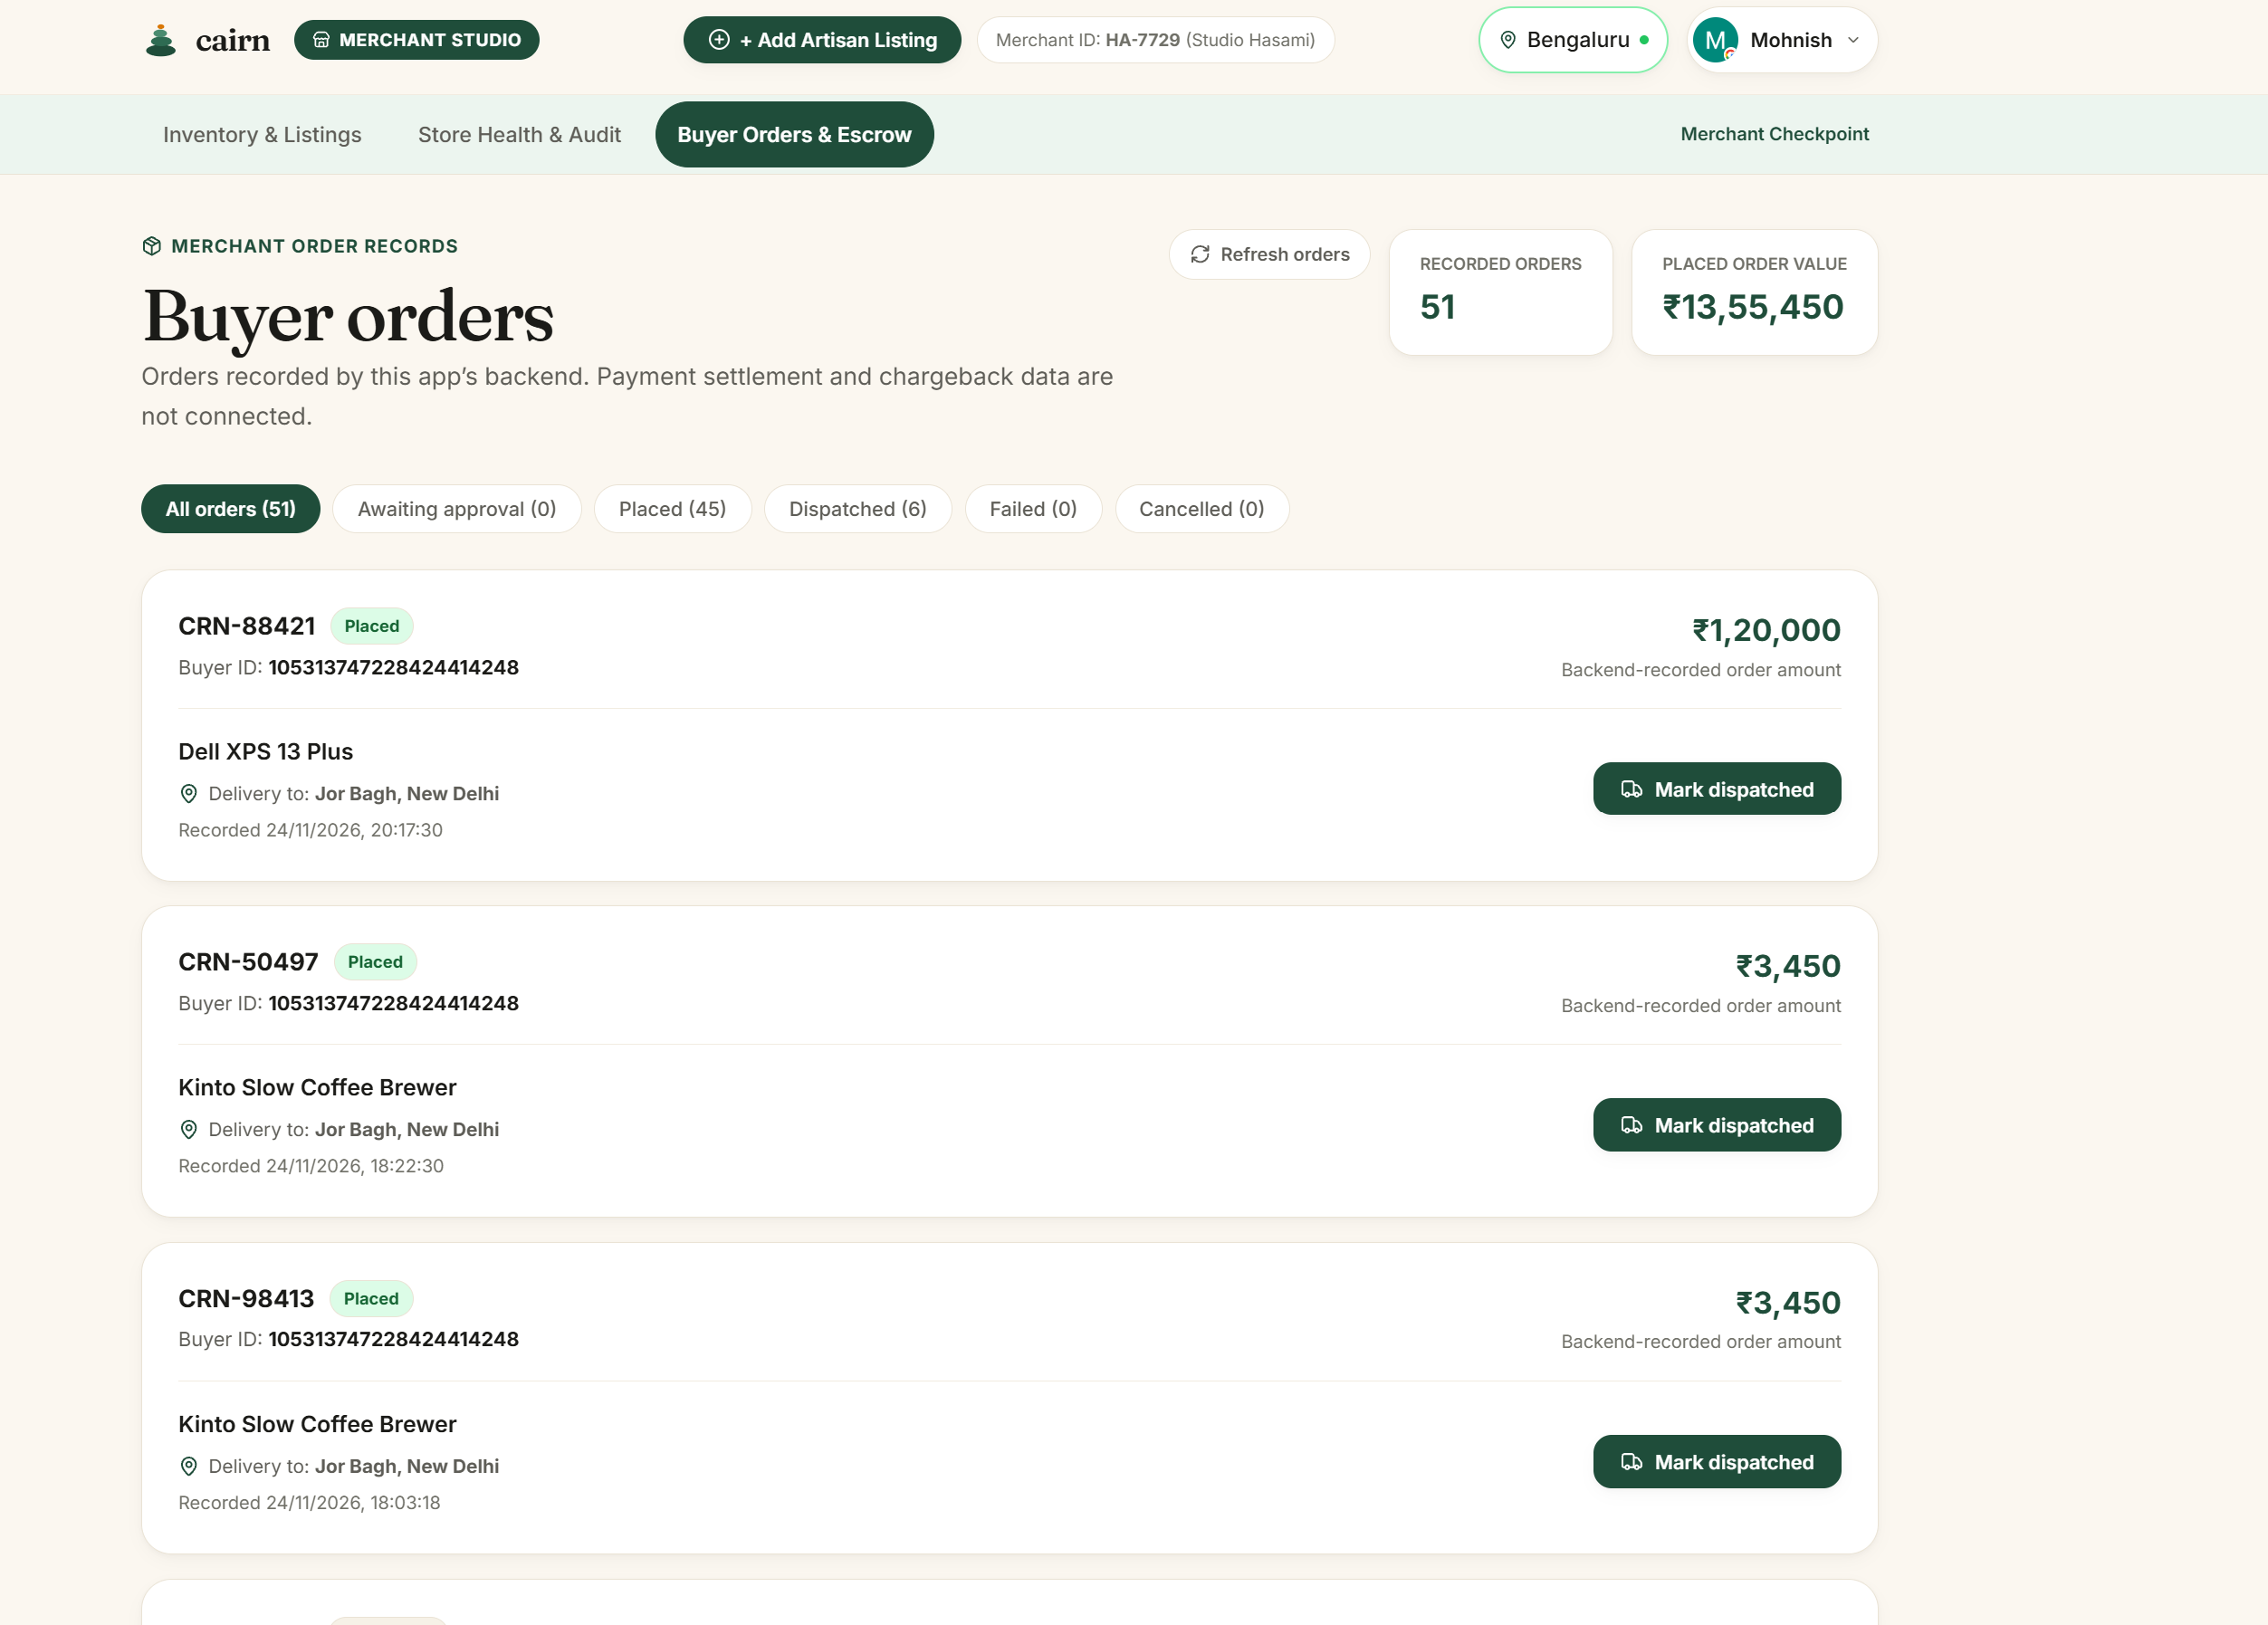 cairn
MERCHANT STUDIO
+ Add Artisan Listing
Merchant ID: HA-7729 (Studio Hasami)
Bengaluru
M
Mohnish
Inventory & Listings
Store Health & Audit
Buyer Orders & Escrow
Merchant Checkpoint
MERCHANT ORDER RECORDS
Buyer orders
Orders recorded by this app’s backend. Payment settlement and chargeback data are
not connected.
Refresh orders
RECORDED ORDERS
51
PLACED ORDER VALUE
₹13,55,450
All orders (51)
Awaiting approval (0)
Placed (45)
Dispatched (6)
Failed (0)
Cancelled (0)
CRN-88421
Placed
₹1,20,000
Buyer ID: 105313747228424414248
Backend-recorded order amount
Dell XPS 13 Plus
Delivery to: Jor Bagh, New Delhi
Mark dispatched
Recorded 24/11/2026, 20:17:30
CRN-50497
Placed
₹3,450
Buyer ID: 105313747228424414248
Backend-recorded order amount
Kinto Slow Coffee Brewer
Delivery to: Jor Bagh, New Delhi
Mark dispatched
Recorded 24/11/2026, 18:22:30
CRN-98413
Placed
₹3,450
Buyer ID: 105313747228424414248
Backend-recorded order amount
Kinto Slow Coffee Brewer
Delivery to: Jor Bagh, New Delhi
Mark dispatched
Recorded 24/11/2026, 18:03:18